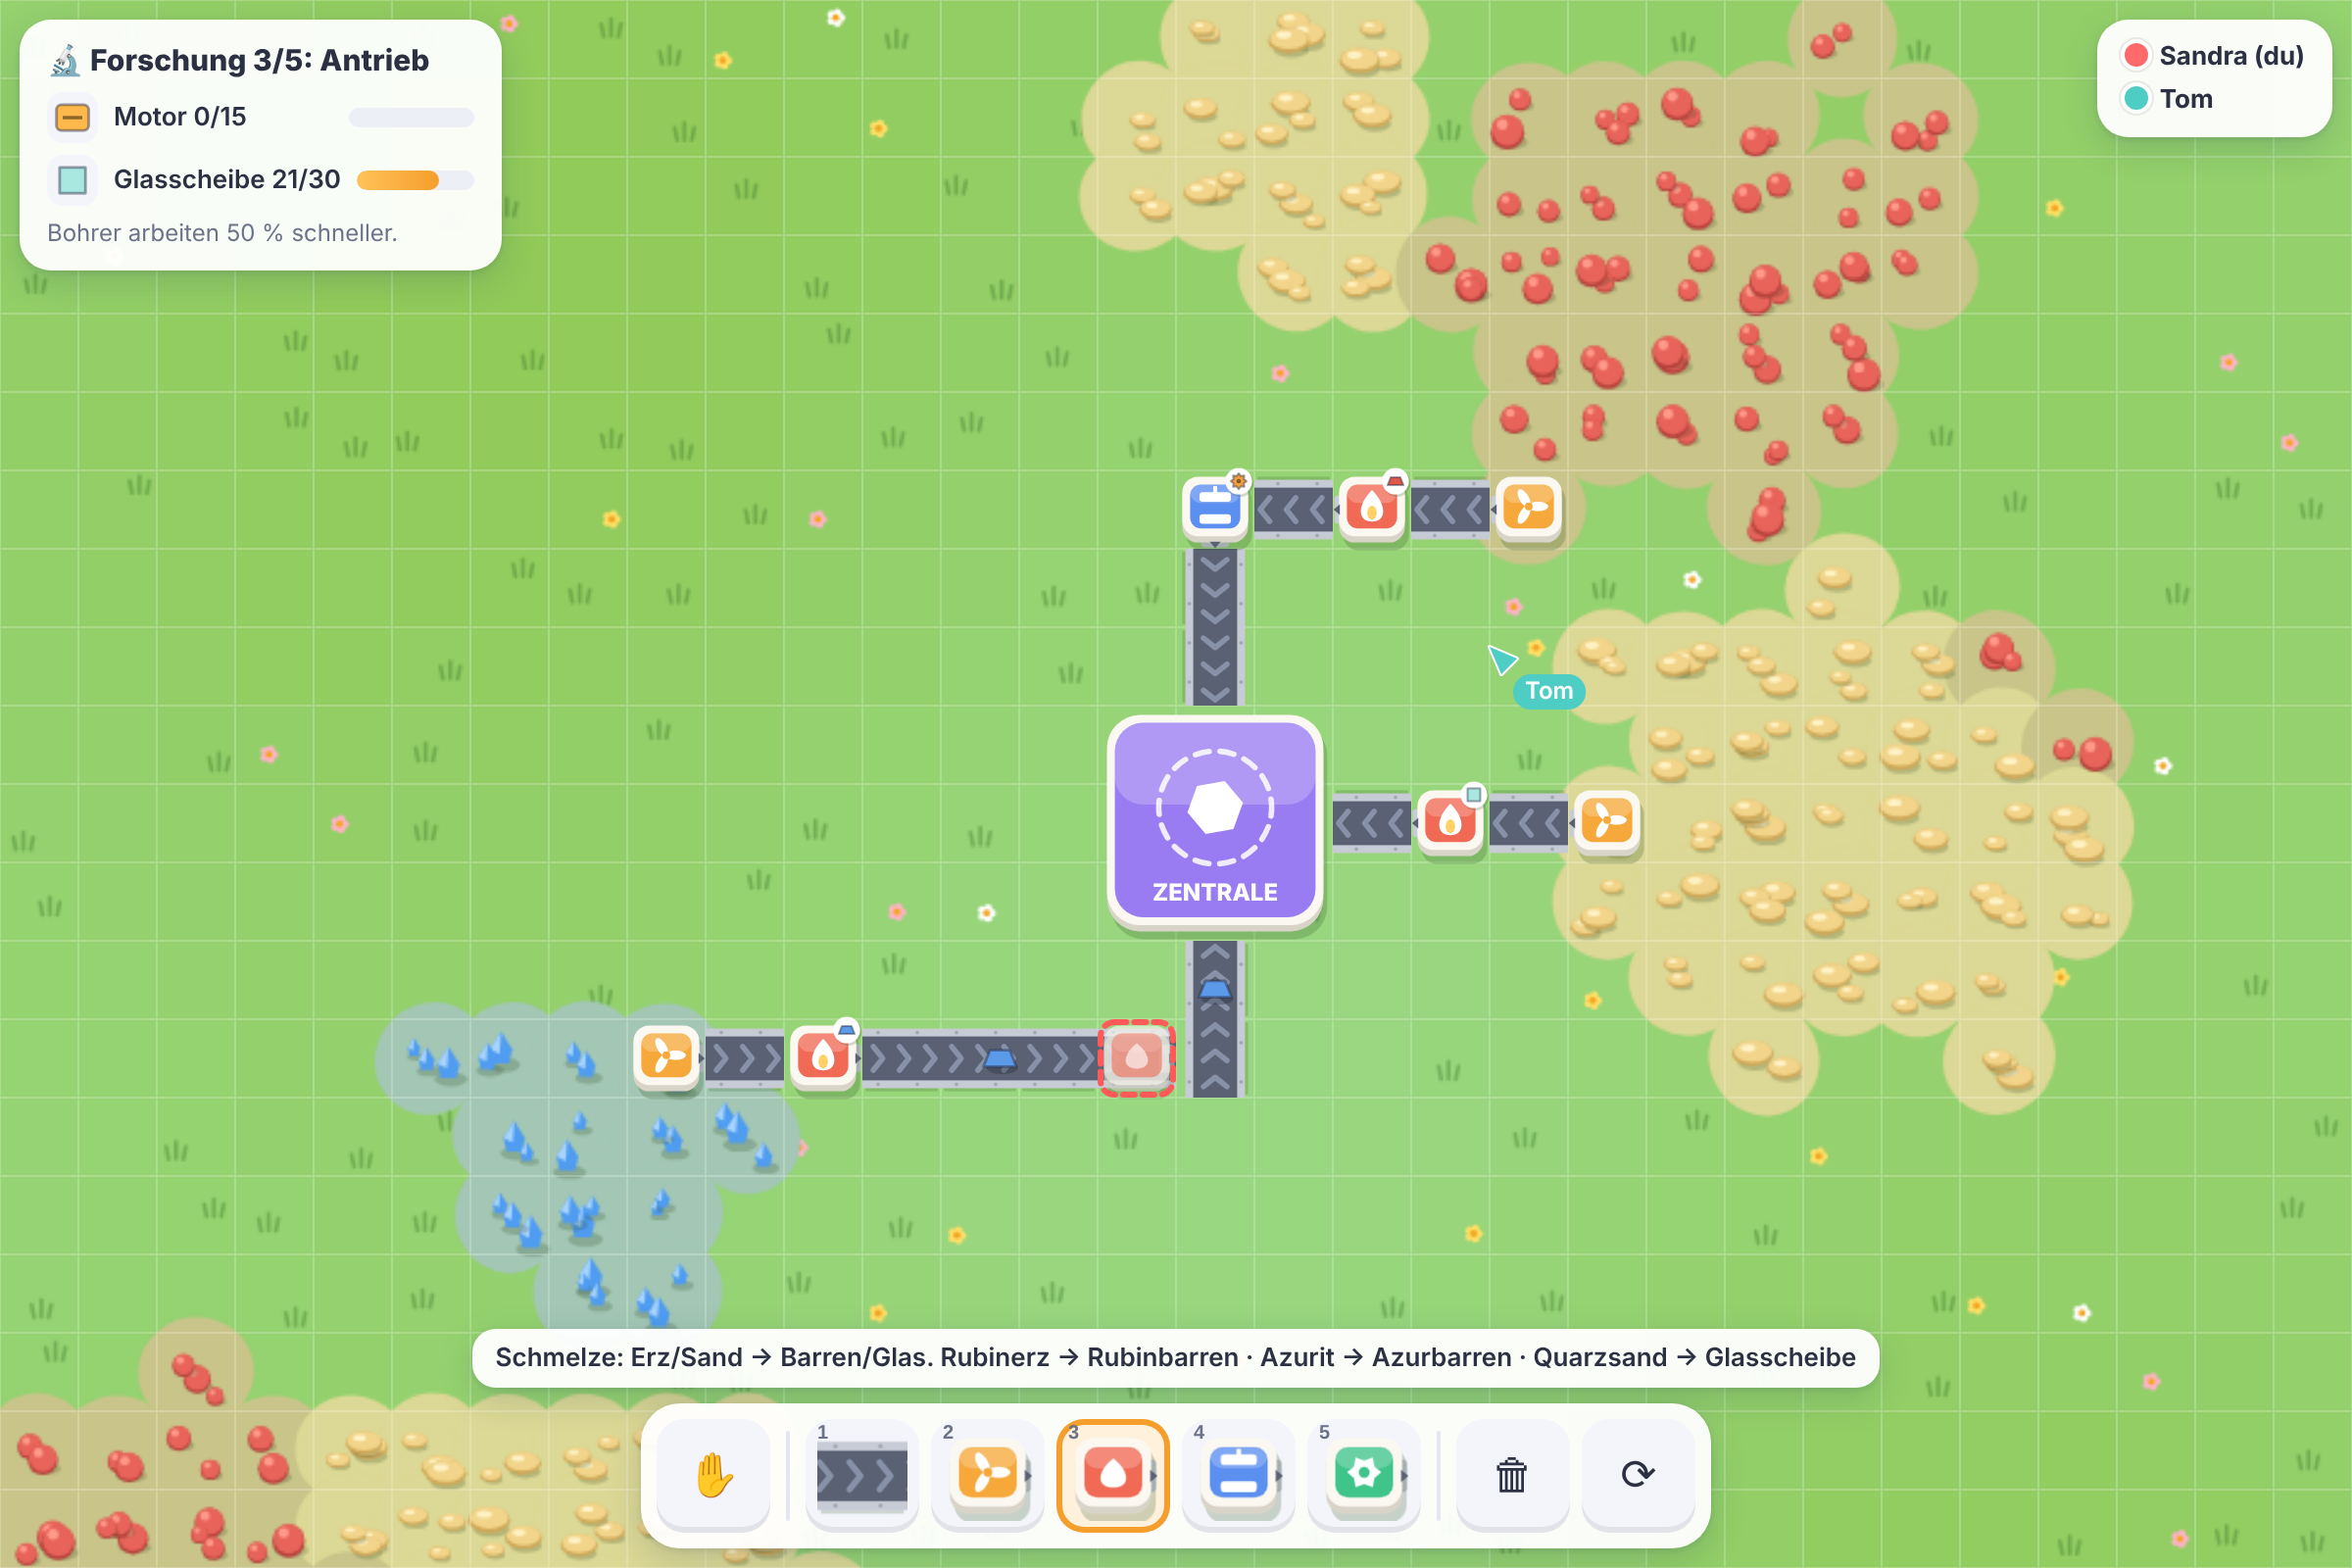 🔬 Forschung 3/5: Antrieb
Motor 0/15
Glasscheibe 21/30
Bohrer arbeiten 50 % schneller.
Sandra (du)
Tom
Tom
ZENTRALE
Schmelze: Erz/Sand → Barren/Glas. Rubinerz → Rubinbarren · Azurit → Azurbarren · Quarzsand → Glasscheibe
1 2 3 4 5